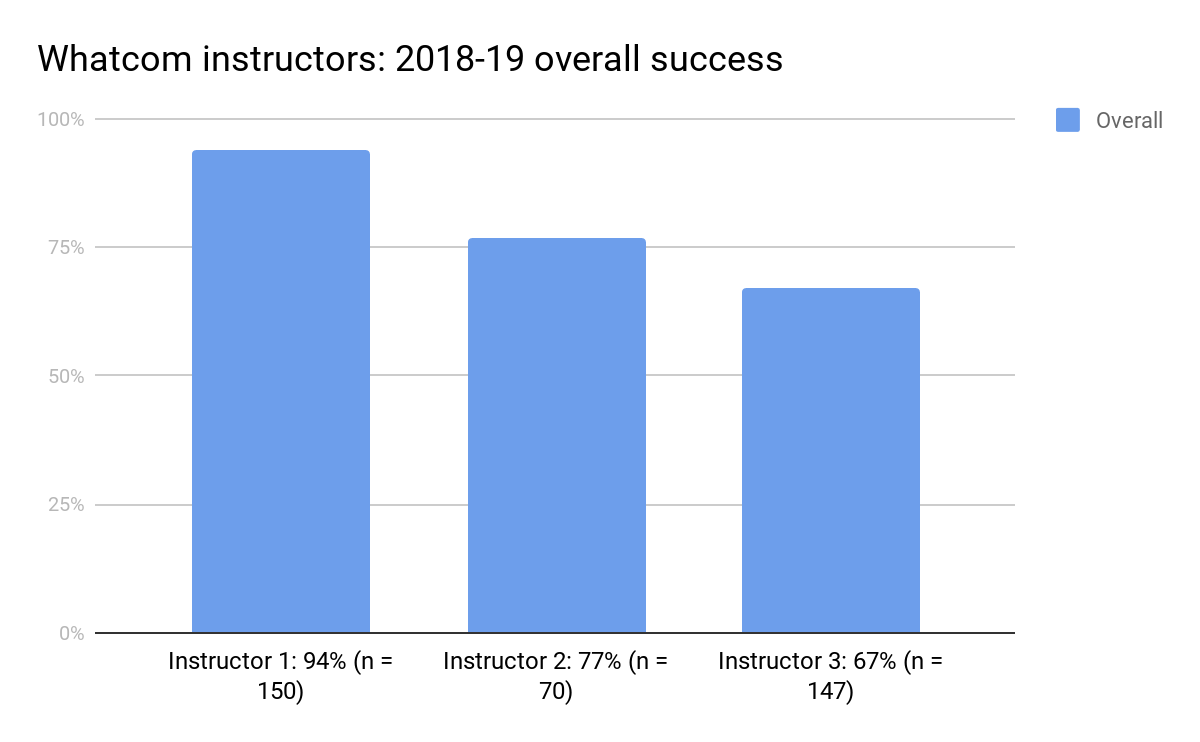 Whatcom instructors: 2018-19 overall success
Overall
100%
75%
50%
25%
0%
Instructor 1: 94% (n =
150)
Instructor 2: 77% (n =
70)
Instructor 3: 67% (n =
147)